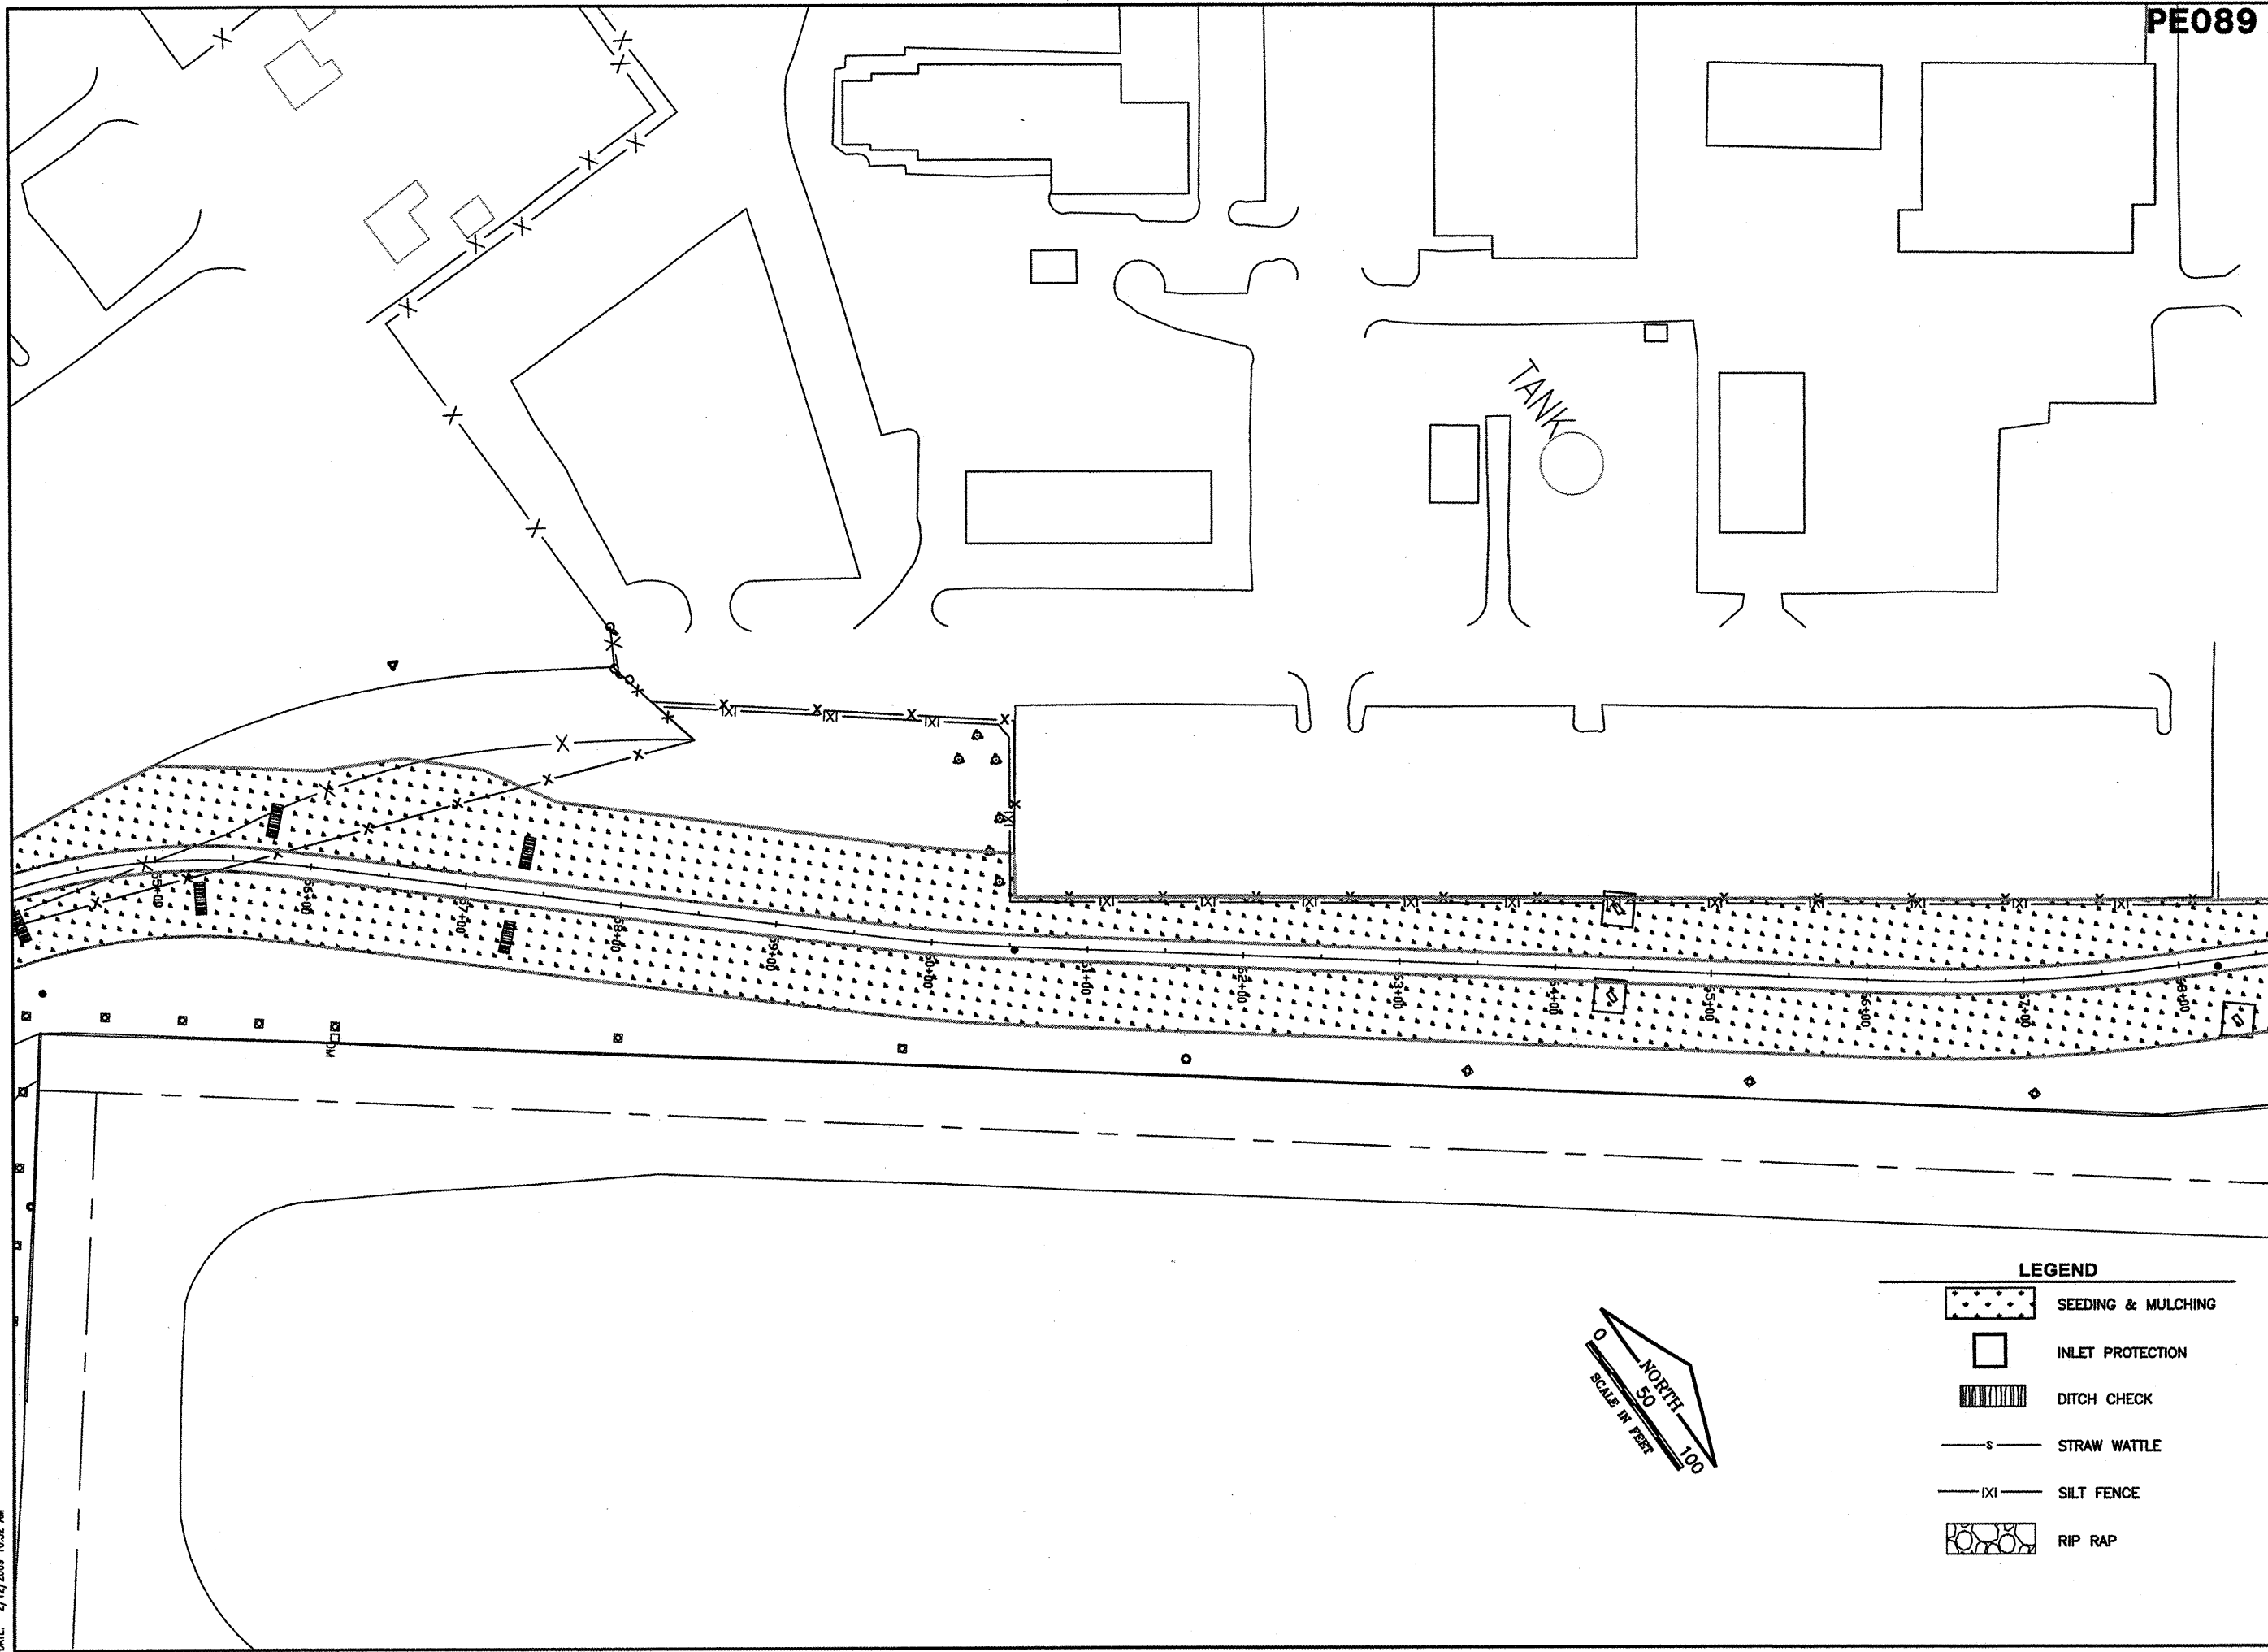 PE089
TANK
55+00
56+00
57+00
58+00
59+00
60+00
61+00
62+00
63+00
64+00
65+00
66+00
67+00
68+00
LEGEND
SEEDING & MULCHING
INLET PROTECTION
DITCH CHECK
S STRAW WATTLE
IXI SILT FENCE
RIP RAP
NORTH
0 50 100
SCALE IN FEET